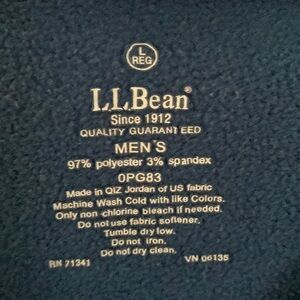 L
REG
L.L.Bean®
Since 1912
QUALITY GUARANTEED
MEN'S
97% polyester 3% spandex
0PG83
Made in QIZ Jordan of US fabric
Machine Wash Cold with like Colors.
Only non chlorine bleach if needed.
Do not use fabric softener.
Tumble dry low.
Do not iron.
Do not dry clean.
RN 71341 VN 00135